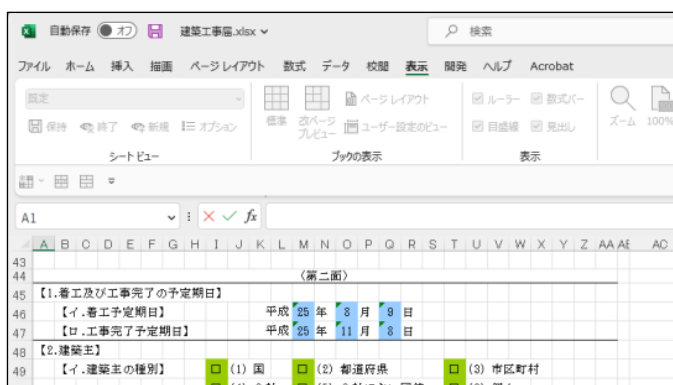 自動保存 オフ 建築工事届.xlsx 検索
ファイル ホーム 挿入 描画 ページ レイアウト 数式 データ 校閲 表示 開発 ヘルプ Acrobat
既定
保持 終了 新規 オプション
シート ビュー
標準 改ページ プレビュー ページ レイアウト ユーザー設定のビュー
ブックの表示
ルーラー 数式バー
目盛線 見出し
表示
ズーム 100%
A1 fx
A B C D E F G H I J K L M N O P Q R S T U V W X Y Z AA AE AC
43
44 （第二面）
45 【1.着工及び工事完了の予定期日】
46 【イ.着工予定期日】 平成 25 年 8 月 9 日
47 【ロ.工事完了予定期日】 平成 25 年 11 月 8 日
48 【2.建築主】
49 【イ.建築主の種別】 (1) 国 (2) 都道府県 (3) 市区町村